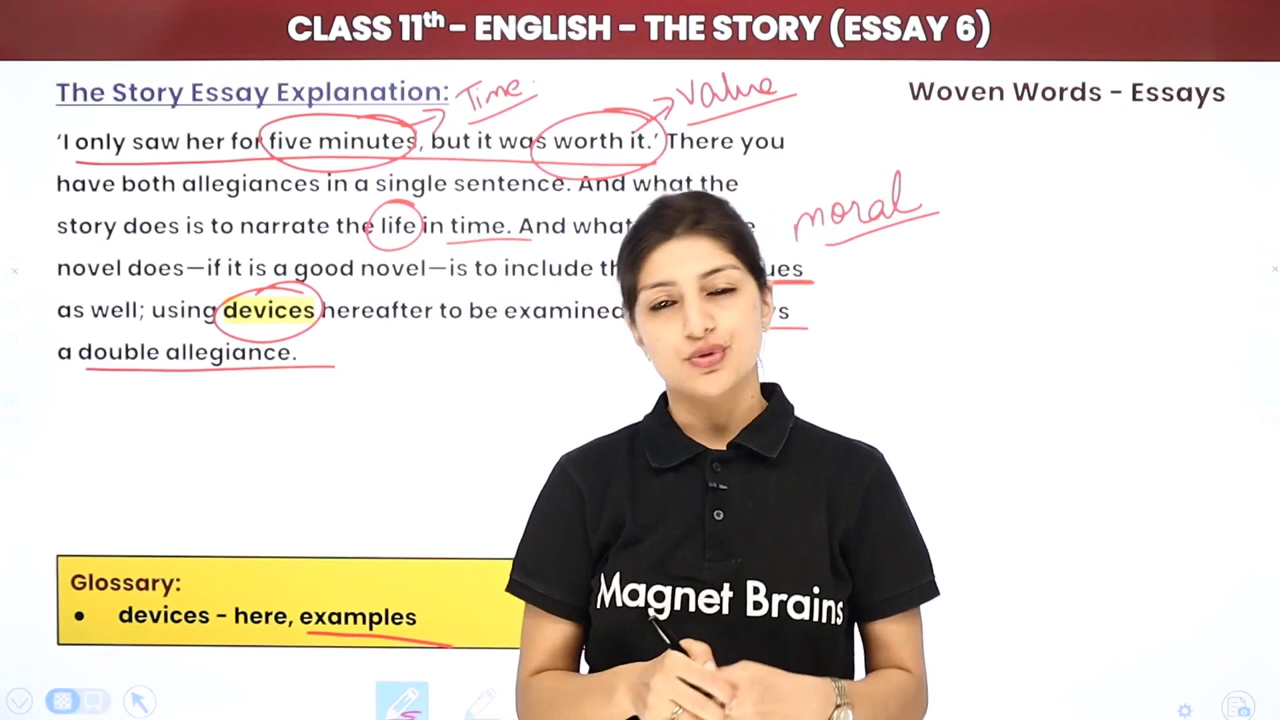 CLASS 11th - ENGLISH - THE STORY (ESSAY 6)
The Story Essay Explanation:
Time
Value
Woven Words - Essays
‘I only saw her for five minutes, but it was worth it.’ There you
have both allegiances in a single sentence. And what the
story does is to narrate the life in time. And what
moral
novel does—if it is a good novel—is to include
as well; using devices hereafter to be examined
a double allegiance.
Glossary:
• devices - here, examples
Magnet Brains